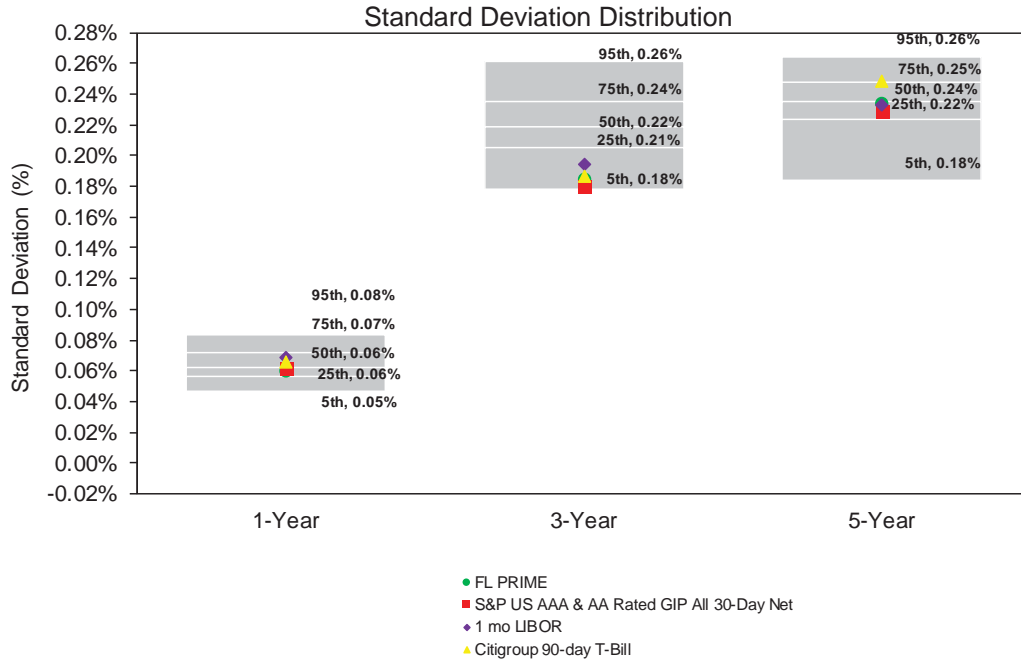 Standard Deviation Distribution
Standard Deviation (%)
0.28%
0.26%
0.24%
0.22%
0.20%
0.18%
0.16%
0.14%
0.12%
0.10%
0.08%
0.06%
0.04%
0.02%
0.00%
-0.02%
95th, 0.08%
75th, 0.07%
50th, 0.06%
25th, 0.06%
5th, 0.05%
95th, 0.26%
75th, 0.24%
50th, 0.22%
25th, 0.21%
5th, 0.18%
95th, 0.26%
75th, 0.25%
50th, 0.24%
25th, 0.22%
5th, 0.18%
1-Year
3-Year
5-Year
FL PRIME
S&P US AAA & AA Rated GIP All 30-Day Net
1 mo LIBOR
Citigroup 90-day T-Bill